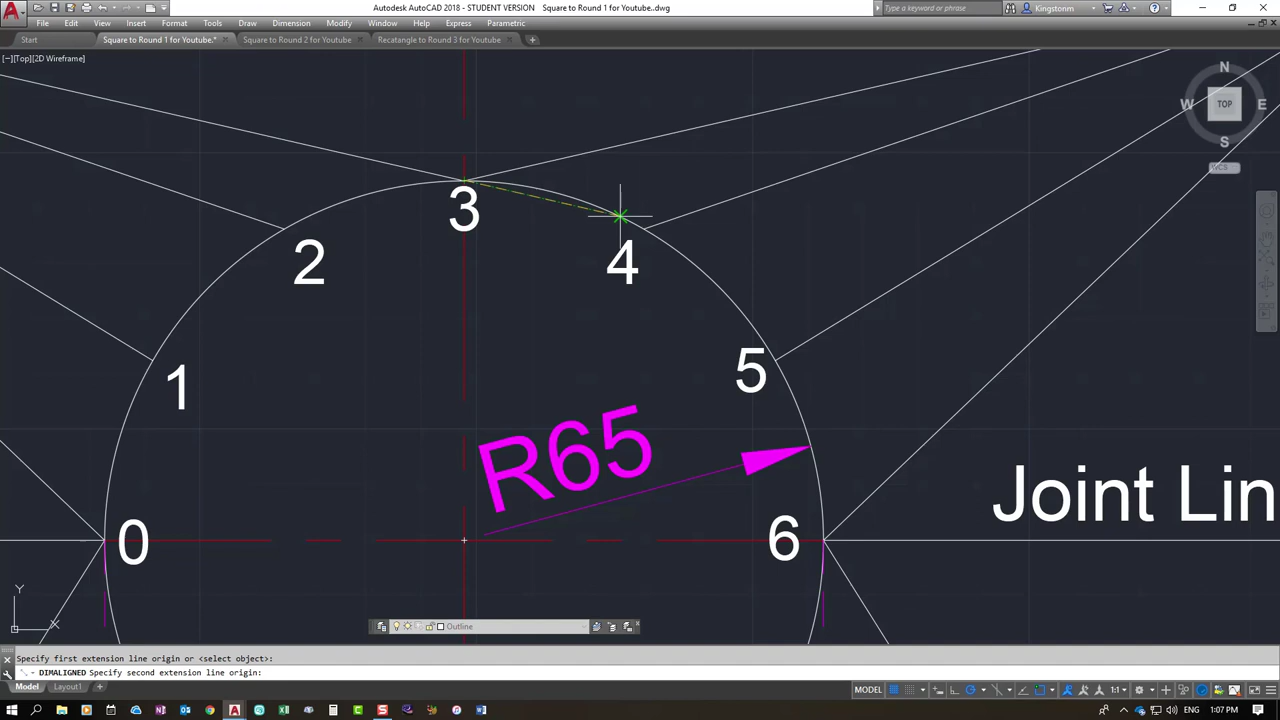 Autodesk AutoCAD 2018 - STUDENT VERSION Square to Round 1 for Youtube..dwg
Type a keyword or phrase
Kingstonm
File Edit View Insert Format Tools Draw Dimension Modify Window Help Express Parametric
Start Square to Round 1 for Youtube.* Square to Round 2 for Youtube Recatangle to Round 3 for Youtube
[−][Top][2D Wireframe]
N
W TOP E
S
WCS
3
2 4
1 5
R65
Joint Lin
0 6
Y
X
Outline
Specify first extension line origin or <select object>:
DIMALIGNED Specify second extension line origin:
Model Layout1
MODEL 1:1
ENG 1:07 PM